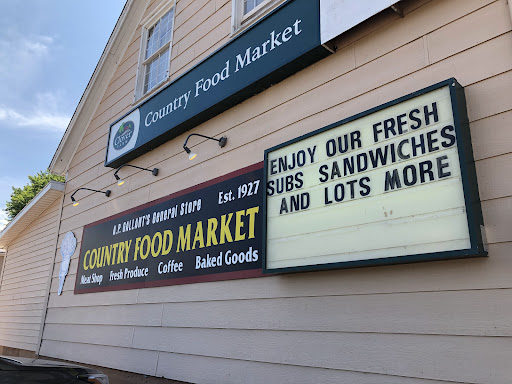 Country Food Market
ENJOY OUR FRESH
SUBS SANDWICHES
AND LOTS MORE
Est. 1927
A.P. GALLANT'S General Store
COUNTRY FOOD MARKET
Meat Shop Fresh Produce Coffee Baked Goods